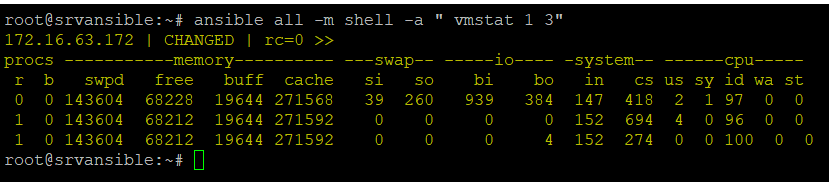 root@srvansible:~# ansible all -m shell -a " vmstat 1 3"
172.16.63.172 | CHANGED | rc=0 >>
procs -----------memory---------- ---swap-- -----io---- -system-- ------cpu-----
 r  b   swpd   free   buff  cache   si   so    bi    bo   in   cs us sy id wa st
 0  0 143604  68228  19644 271568   39  260   939   384  147  418  2  1 97  0  0
 1  0 143604  68212  19644 271592    0    0     0     0  152  694  4  0 96  0  0
 1  0 143604  68212  19644 271592    0    0     0     4  152  274  0  0 100  0  0
root@srvansible:~#